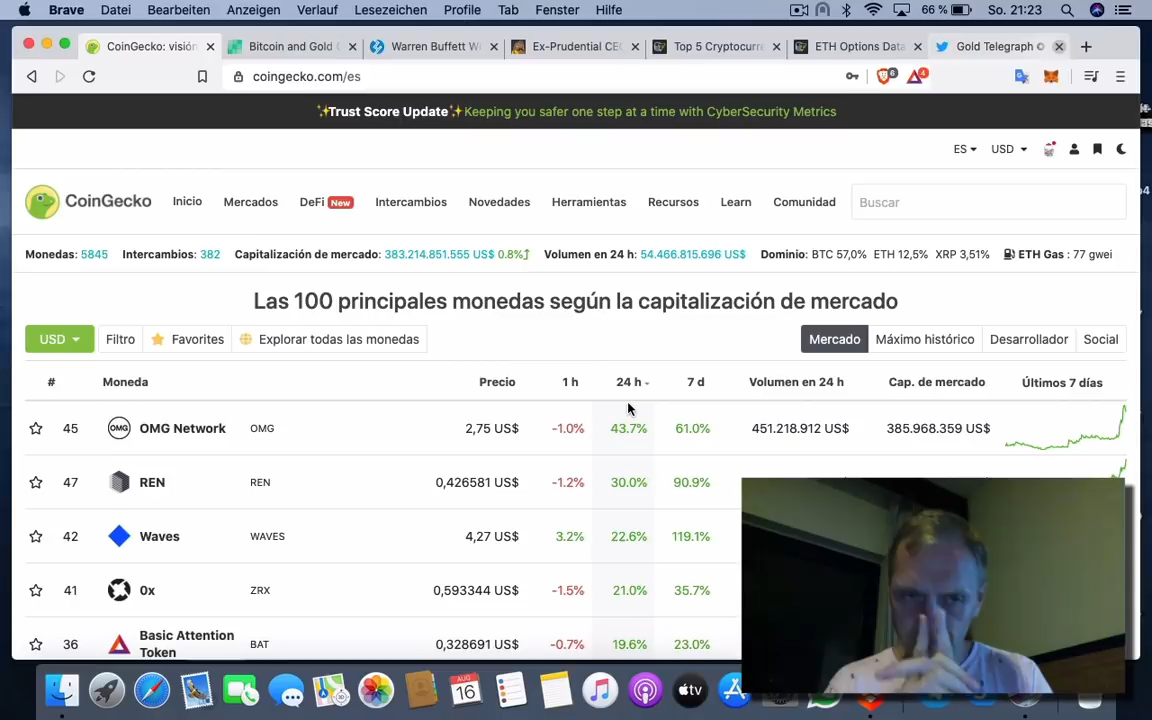 Brave Datei Bearbeiten Anzeigen Verlauf Lesezeichen Profile Tab Fenster Hilfe 66 % So. 21:23
CoinGecko: visión Bitcoin and Gold Warren Buffett W Ex-Prudential CE Top 5 Cryptocurr ETH Options Data Gold Telegraph
coingecko.com/es 6 4
✨Trust Score Update✨Keeping you safer one step at a time with CyberSecurity Metrics
ES USD
CoinGecko Inicio Mercados DeFi New Intercambios Novedades Herramientas Recursos Learn Comunidad Buscar
Monedas: 5845 Intercambios: 382 Capitalización de mercado: 383.214.851.555 US$ 0.8% Volumen en 24 h: 54.466.815.696 US$ Dominio: BTC 57,0% ETH 12,5% XRP 3,51% ETH Gas : 77 gwei
Las 100 principales monedas según la capitalización de mercado
USD Filtro Favorites Explorar todas las monedas Mercado Máximo histórico Desarrollador Social
# Moneda Precio 1 h 24 h 7 d Volumen en 24 h Cap. de mercado Últimos 7 días
45 OMG OMG Network OMG 2,75 US$ -1.0% 43.7% 61.0% 451.218.912 US$ 385.968.359 US$
47 REN REN 0,426581 US$ -1.2% 30.0% 90.9%
42 Waves WAVES 4,27 US$ 3.2% 22.6% 119.1%
41 0x ZRX 0,593344 US$ -1.5% 21.0% 35.7%
36 Basic Attention Token BAT 0,328691 US$ -0.7% 19.6% 23.0%
AUG
16
tv